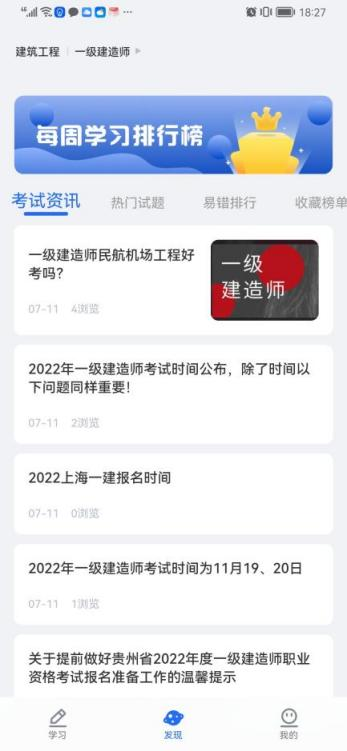 18:27
建筑工程 一级建造师
每周学习排行榜
考试资讯 热门试题 易错排行 收藏榜单
一级建造师民航机场工程好
考吗?
07-11 4浏览
一级
建造师
2022年一级建造师考试时间公布，除了时间以
下问题同样重要!
07-11 2浏览
2022上海一建报名时间
07-11 0浏览
2022年一级建造师考试时间为11月19、20日
07-11 1浏览
关于提前做好贵州省2022年度一级建造师职业
资格考试报名准备工作的温馨提示
学习 发现 我的